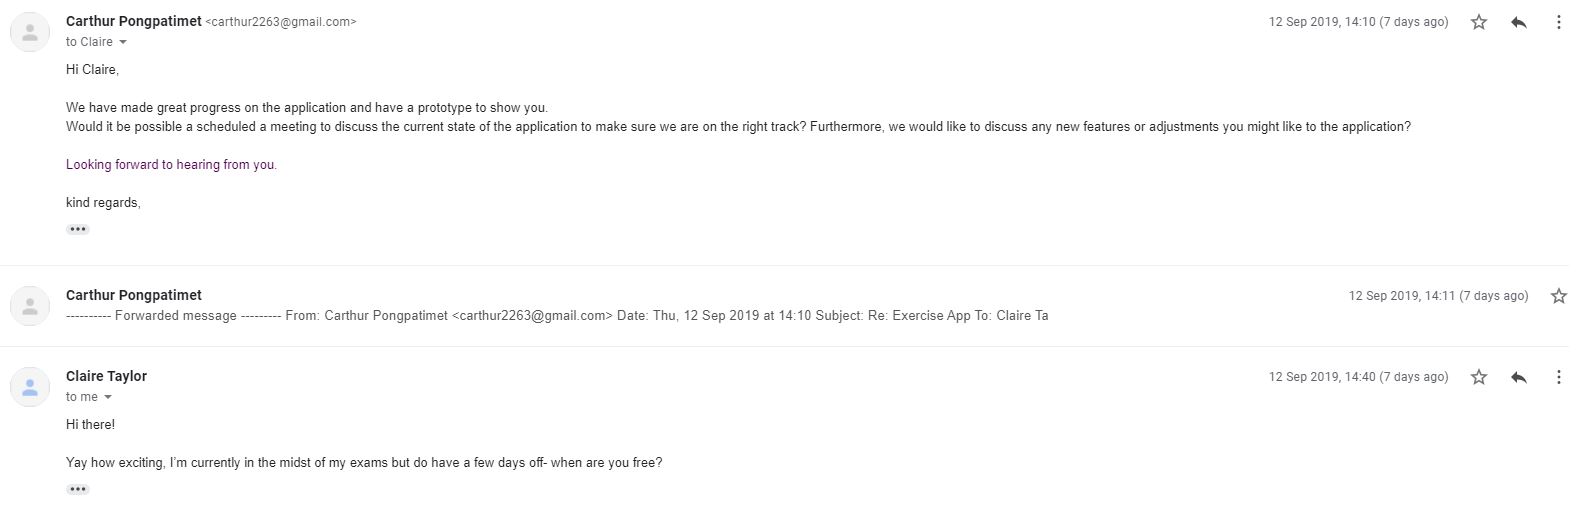 Carthur Pongpatimet <carthur2263@gmail.com> 12 Sep 2019, 14:10 (7 days ago)
to Claire
Hi Claire,
We have made great progress on the application and have a prototype to show you.
Would it be possible a scheduled a meeting to discuss the current state of the application to make sure we are on the right track? Furthermore, we would like to discuss any new features or adjustments you might like to the application?
Looking forward to hearing from you.
kind regards,
Carthur Pongpatimet 12 Sep 2019, 14:11 (7 days ago)
---------- Forwarded message --------- From: Carthur Pongpatimet <carthur2263@gmail.com> Date: Thu, 12 Sep 2019 at 14:10 Subject: Re: Exercise App To: Claire Ta
Claire Taylor 12 Sep 2019, 14:40 (7 days ago)
to me
Hi there!
Yay how exciting, I'm currently in the midst of my exams but do have a few days off- when are you free?